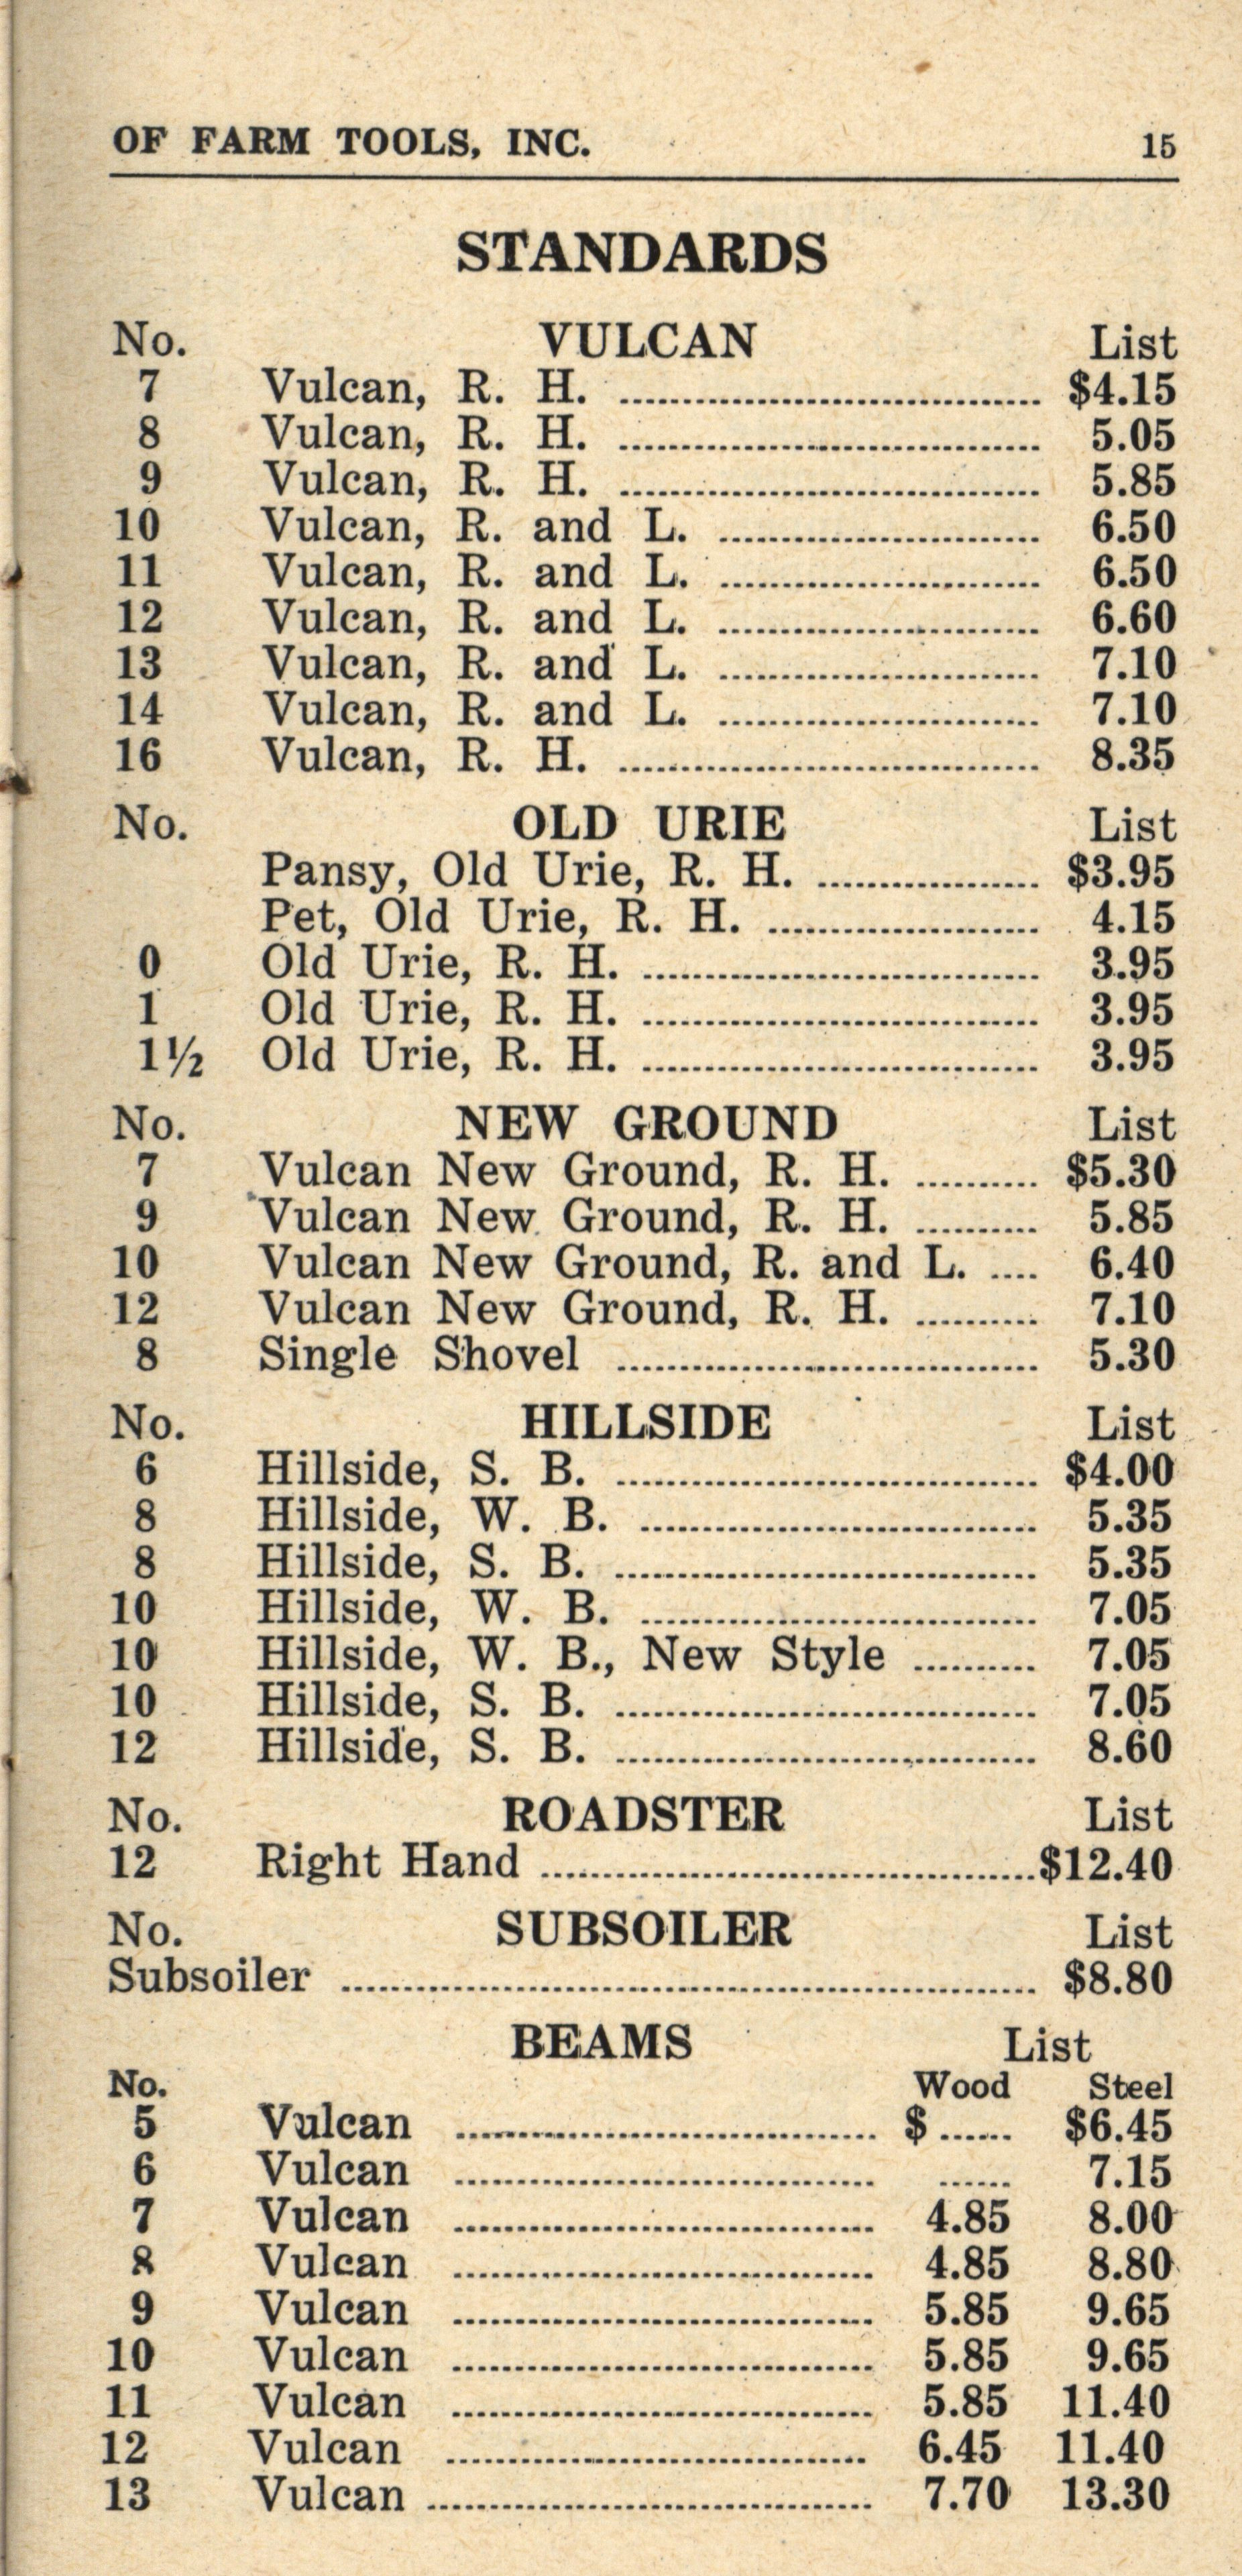 OF FARM TOOLS, INC. 15
STANDARDS
No. VULCAN List
7 Vulcan, R. H. ........ $4.15
8 Vulcan, R. H. ........ 5.05
9 Vulcan, R. H. ........ 5.85
10 Vulcan, R. and L. ........ 6.50
11 Vulcan, R. and L. ........ 6.50
12 Vulcan, R. and L. ........ 6.60
13 Vulcan, R. and L. ........ 7.10
14 Vulcan, R. and L. ........ 7.10
16 Vulcan, R. H. ........ 8.35
No. OLD URIE List
Pansy, Old Urie, R. H. ........ $3.95
Pet, Old Urie, R. H. ........ 4.15
0 Old Urie, R. H. ........ 3.95
1 Old Urie, R. H. ........ 3.95
1½ Old Urie, R. H. ........ 3.95
No. NEW GROUND List
7 Vulcan New Ground, R. H. ........ $5.30
9 Vulcan New Ground, R. H. ........ 5.85
10 Vulcan New Ground, R. and L. .... 6.40
12 Vulcan New Ground, R. H. ........ 7.10
8 Single Shovel ........ 5.30
No. HILLSIDE List
6 Hillside, S. B. ........ $4.00
8 Hillside, W. B. ........ 5.35
8 Hillside, S. B. ........ 5.35
10 Hillside, W. B. ........ 7.05
10 Hillside, W. B., New Style ........ 7.05
10 Hillside, S. B. ........ 7.05
12 Hillside, S. B. ........ 8.60
No. ROADSTER List
12 Right Hand ........ $12.40
No. SUBSOILER List
Subsoiler ........ $8.80
BEAMS List
No. Wood Steel
5 Vulcan ........ $ ...... $6.45
6 Vulcan ........ ...... 7.15
7 Vulcan ........ 4.85 8.00
8 Vulcan ........ 4.85 8.80
9 Vulcan ........ 5.85 9.65
10 Vulcan ........ 5.85 9.65
11 Vulcan ........ 5.85 11.40
12 Vulcan ........ 6.45 11.40
13 Vulcan ........ 7.70 13.30